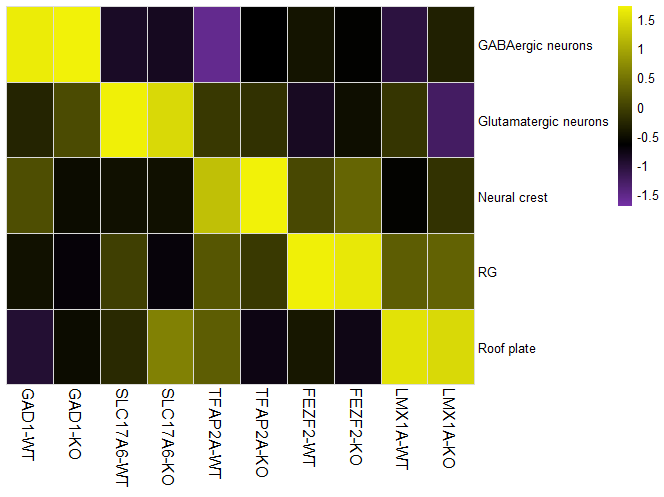 1.5
1
0.5
0
-0.5
-1
-1.5
GABAergic neurons
Glutamatergic neurons
Neural crest
RG
Roof plate
GAD1-WT
GAD1-KO
SLC17A6-WT
SLC17A6-KO
TFAP2A-WT
TFAP2A-KO
FEZF2-WT
FEZF2-KO
LMX1A-WT
LMX1A-KO